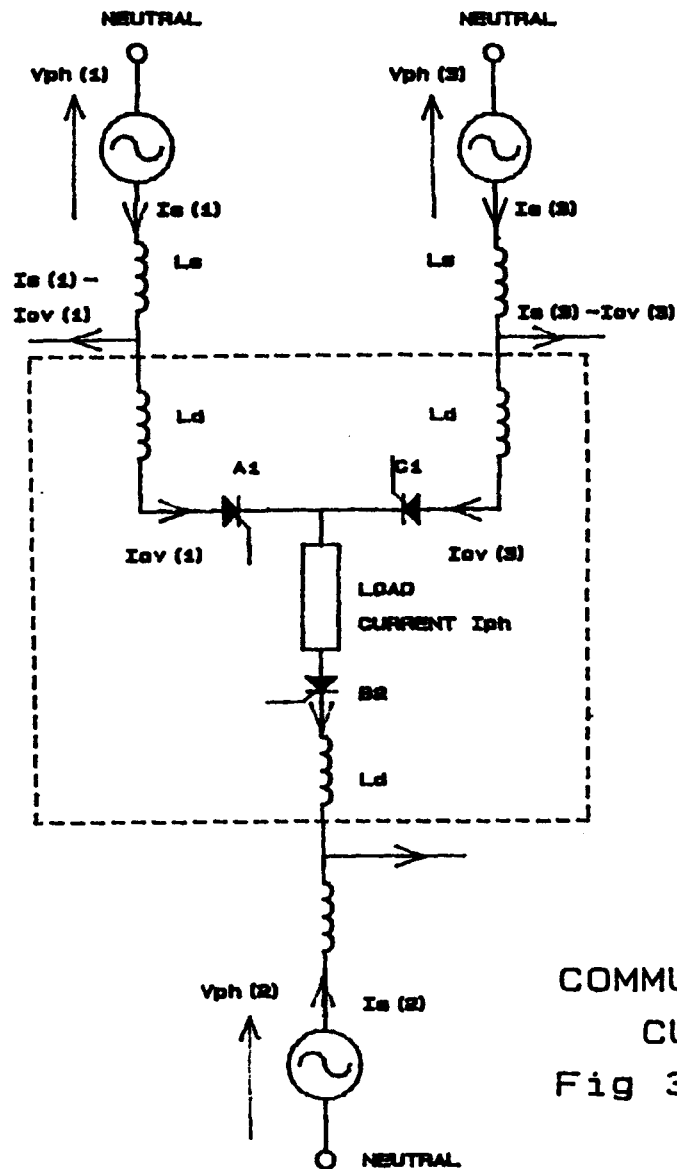 NEUTRAL
NEUTRAL
Vph (1)
Vph (3)
Is (1)
Is (3)
Ls
Ls
Is (1) -
Iov (1)
Is (3) -Iov (3)
Ld
Ld
A1
C1
Iov (1)
Iov (3)
LOAD
CURRENT Iph
B2
Ld
Vph (2)
Is (2)
COMMU
CU
Fig 3
NEUTRAL